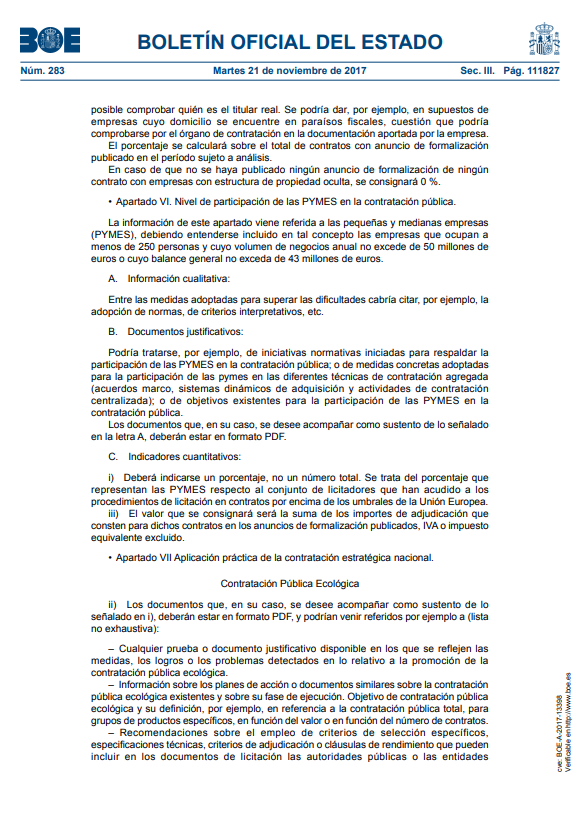 BOE
BOLETÍN OFICIAL DEL ESTADO
Núm. 283
Martes 21 de noviembre de 2017
Sec. III. Pág. 111827
posible comprobar quién es el titular real. Se podría dar, por ejemplo, en supuestos de
empresas cuyo domicilio se encuentre en paraísos fiscales, cuestión que podría
comprobarse por el órgano de contratación en la documentación aportada por la empresa.
El porcentaje se calculará sobre el total de contratos con anuncio de formalización
publicado en el período sujeto a análisis.
En caso de que no se haya publicado ningún anuncio de formalización de ningún
contrato con empresas con estructura de propiedad oculta, se consignará 0 %.
• Apartado VI. Nivel de participación de las PYMES en la contratación pública.
La información de este apartado viene referida a las pequeñas y medianas empresas
(PYMES), debiendo entenderse incluido en tal concepto las empresas que ocupan a
menos de 250 personas y cuyo volumen de negocios anual no excede de 50 millones de
euros o cuyo balance general no exceda de 43 millones de euros.
A. Información cualitativa:
Entre las medidas adoptadas para superar las dificultades cabría citar, por ejemplo, la
adopción de normas, de criterios interpretativos, etc.
B. Documentos justificativos:
Podría tratarse, por ejemplo, de iniciativas normativas iniciadas para respaldar la
participación de las PYMES en la contratación pública; o de medidas concretas adoptadas
para la participación de las pymes en las diferentes técnicas de contratación agregada
(acuerdos marco, sistemas dinámicos de adquisición y actividades de contratación
centralizada); o de objetivos existentes para la participación de las PYMES en la
contratación pública.
Los documentos que, en su caso, se desee acompañar como sustento de lo señalado
en la letra A, deberán estar en formato PDF.
C. Indicadores cuantitativos:
i) Deberá indicarse un porcentaje, no un número total. Se trata del porcentaje que
representan las PYMES respecto al conjunto de licitadores que han acudido a los
procedimientos de licitación en contratos por encima de los umbrales de la Unión Europea.
iii) El valor que se consignará será la suma de los importes de adjudicación que
consten para dichos contratos en los anuncios de formalización publicados, IVA o impuesto
equivalente excluido.
• Apartado VII Aplicación práctica de la contratación estratégica nacional.
Contratación Pública Ecológica
ii) Los documentos que, en su caso, se desee acompañar como sustento de lo
señalado en i), deberán estar en formato PDF, y podrían venir referidos por ejemplo a (lista
no exhaustiva):
– Cualquier prueba o documento justificativo disponible en los que se reflejen las
medidas, los logros o los problemas detectados en lo relativo a la promoción de la
contratación pública ecológica.
– Información sobre los planes de acción o documentos similares sobre la contratación
pública ecológica existentes y sobre su fase de ejecución. Objetivo de contratación pública
ecológica y su definición, por ejemplo, en referencia a la contratación pública total, para
grupos de productos específicos, en función del valor o en función del número de contratos.
– Recomendaciones sobre el empleo de criterios de selección específicos,
especificaciones técnicas, criterios de adjudicación o cláusulas de rendimiento que pueden
incluir en los documentos de licitación las autoridades públicas o las entidades
cve: BOE-A-2017-13398
Verificable en http://www.boe.es